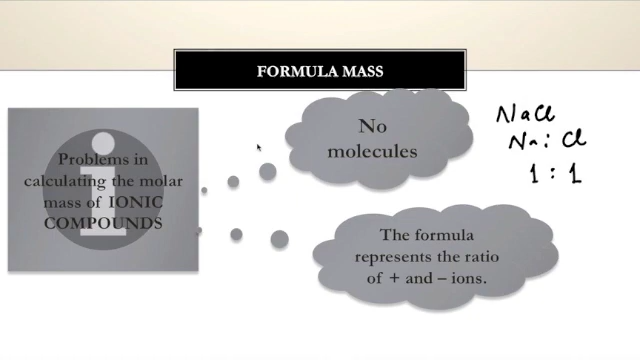 FORMULA MASS
Problems in
calculating the molar
mass of IONIC
COMPOUNDS
No
molecules
The formula
represents the ratio
of + and – ions.
NaCl
Na : Cl
1 : 1